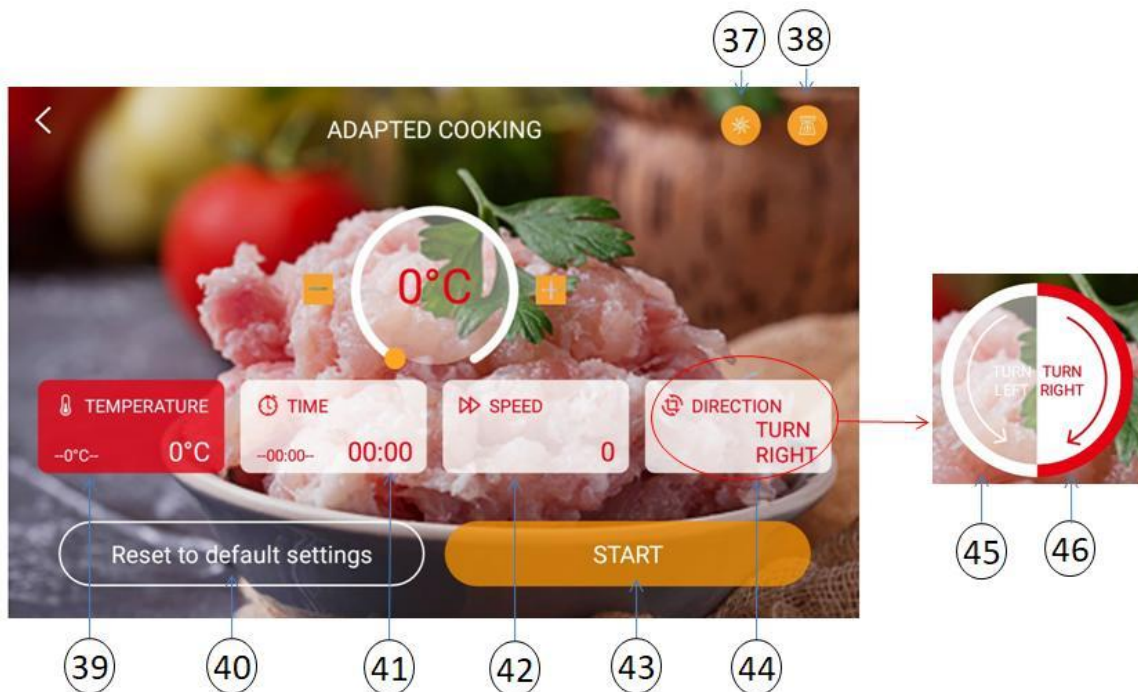 37 38
ADAPTED COOKING
0°C
TEMPERATURE
--0°C-- 0°C
TIME
--00:00-- 00:00
SPEED
0
DIRECTION
TURN
RIGHT
TURN
LEFT
TURN
RIGHT
45 46
Reset to default settings
START
39 40 41 42 43 44